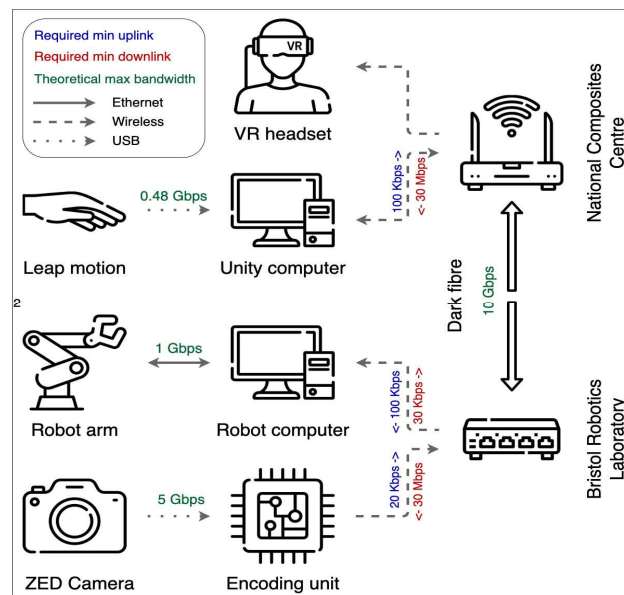 Required min uplink
Required min downlink
Theoretical max bandwidth
Ethernet
Wireless
USB
VR
VR headset
National Composites
Centre
0.48 Gbps
100 Kbps ->
<- 30 Mbps
Leap motion
Unity computer
Dark fibre
10 Gbps
2
1 Gbps
Robot arm
Robot computer
<- 100 Kbps
30 Kbps ->
Bristol Robotics
Laboratory
5 Gbps
20 Kbps ->
<- 30 Mbps
ZED Camera
Encoding unit